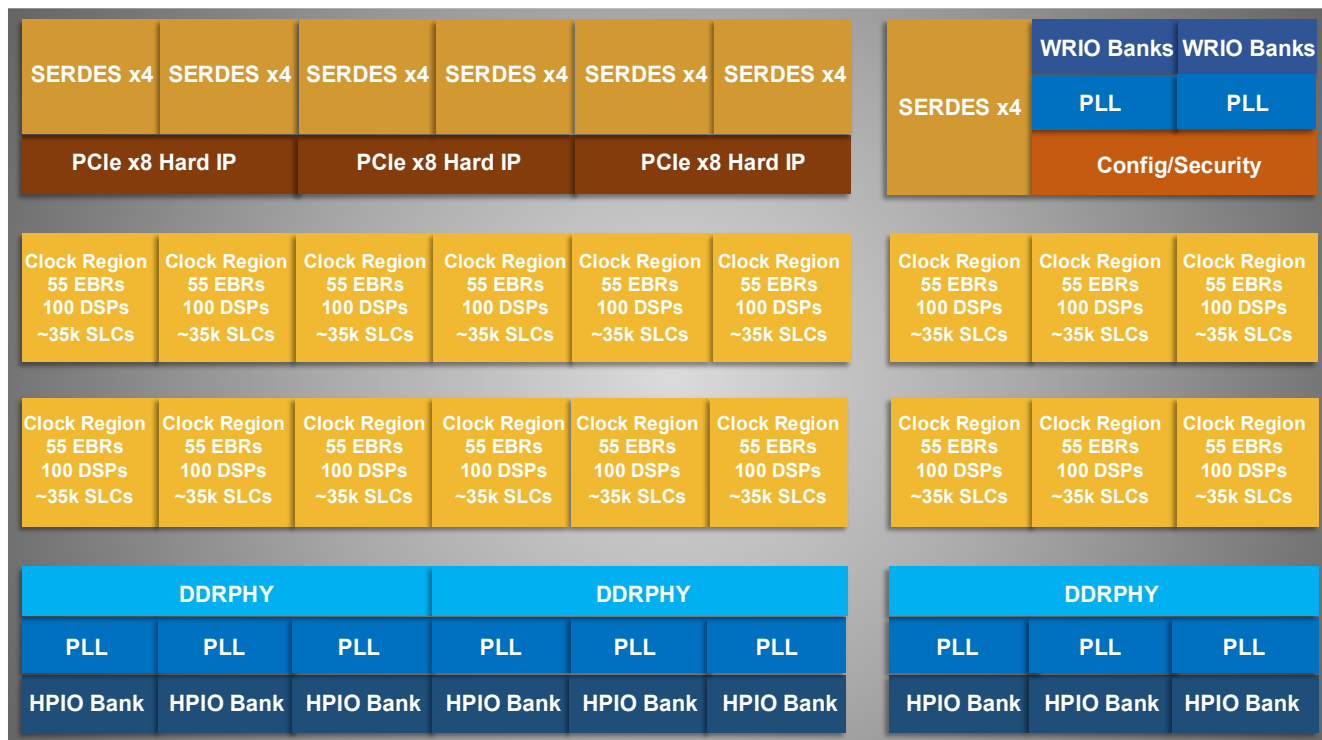 SERDES x4 SERDES x4 SERDES x4 SERDES x4 SERDES x4 SERDES x4
PCIe x8 Hard IP PCIe x8 Hard IP PCIe x8 Hard IP
SERDES x4
WRIO Banks WRIO Banks
PLL PLL
Config/Security
Clock Region Clock Region Clock Region Clock Region Clock Region Clock Region Clock Region Clock Region Clock Region
55 EBRs 55 EBRs 55 EBRs 55 EBRs 55 EBRs 55 EBRs 55 EBRs 55 EBRs 55 EBRs
100 DSPs 100 DSPs 100 DSPs 100 DSPs 100 DSPs 100 DSPs 100 DSPs 100 DSPs 100 DSPs
~35k SLCs ~35k SLCs ~35k SLCs ~35k SLCs ~35k SLCs ~35k SLCs ~35k SLCs ~35k SLCs ~35k SLCs
Clock Region Clock Region Clock Region Clock Region Clock Region Clock Region Clock Region Clock Region Clock Region
55 EBRs 55 EBRs 55 EBRs 55 EBRs 55 EBRs 55 EBRs 55 EBRs 55 EBRs 55 EBRs
100 DSPs 100 DSPs 100 DSPs 100 DSPs 100 DSPs 100 DSPs 100 DSPs 100 DSPs 100 DSPs
~35k SLCs ~35k SLCs ~35k SLCs ~35k SLCs ~35k SLCs ~35k SLCs ~35k SLCs ~35k SLCs ~35k SLCs
DDRPHY DDRPHY DDRPHY
PLL PLL PLL PLL PLL PLL PLL PLL PLL
HPIO Bank HPIO Bank HPIO Bank HPIO Bank HPIO Bank HPIO Bank HPIO Bank HPIO Bank HPIO Bank